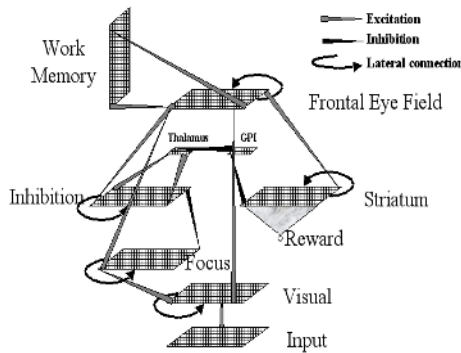 Excitation
Inhibition
Lateral connection
Work
Memory
Frontal Eye Field
Thalamus
GPI
Inhibition
Striatum
Reward
Focus
Visual
Input